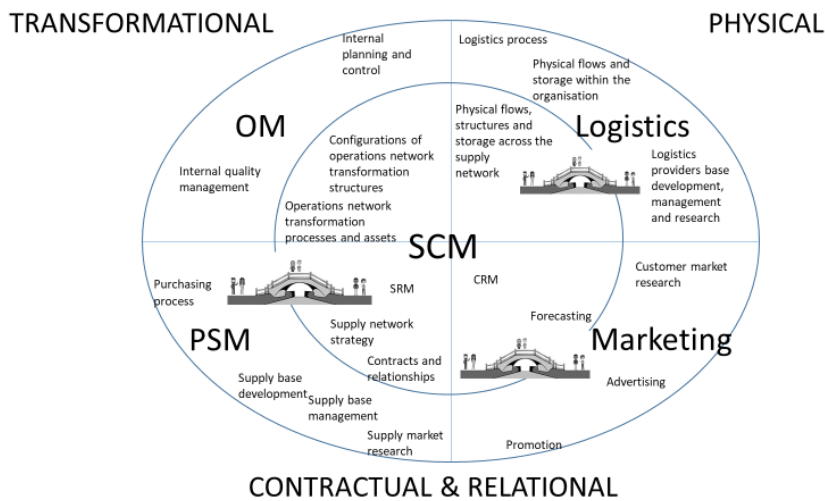 TRANSFORMATIONAL
PHYSICAL
Internal
planning and
control
Logistics process
Physical flows and
storage within the
organisation
OM
Physical flows,
structures and
storage across the
supply
network
Logistics
Configurations of
operations network
transformation
structures
Internal quality
management
Logistics
providers base
development,
management
and research
Operations network
transformation
processes and assets
SCM
Purchasing
process
SRM
CRM
Customer market
research
Supply network
strategy
Forecasting
PSM
Marketing
Contracts and
relationships
Supply base
development
Advertising
Supply base
management
Supply market
research
Promotion
CONTRACTUAL & RELATIONAL